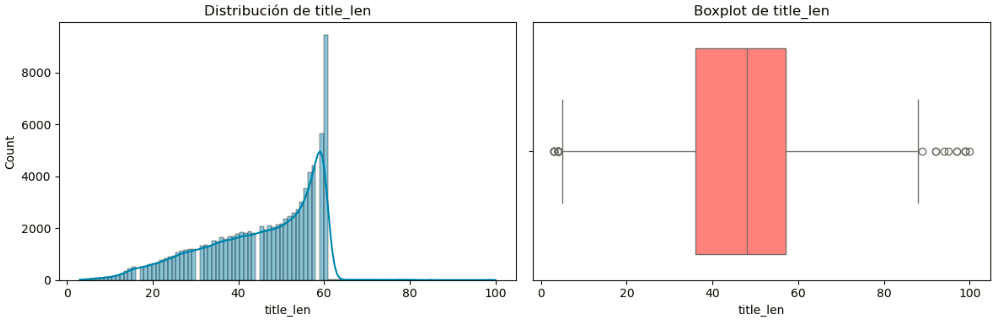 Distribución de title_len
8000
6000
4000
2000
0
Count
0 20 40 60 80 100
title_len
Boxplot de title_len
0 20 40 60 80 100
title_len